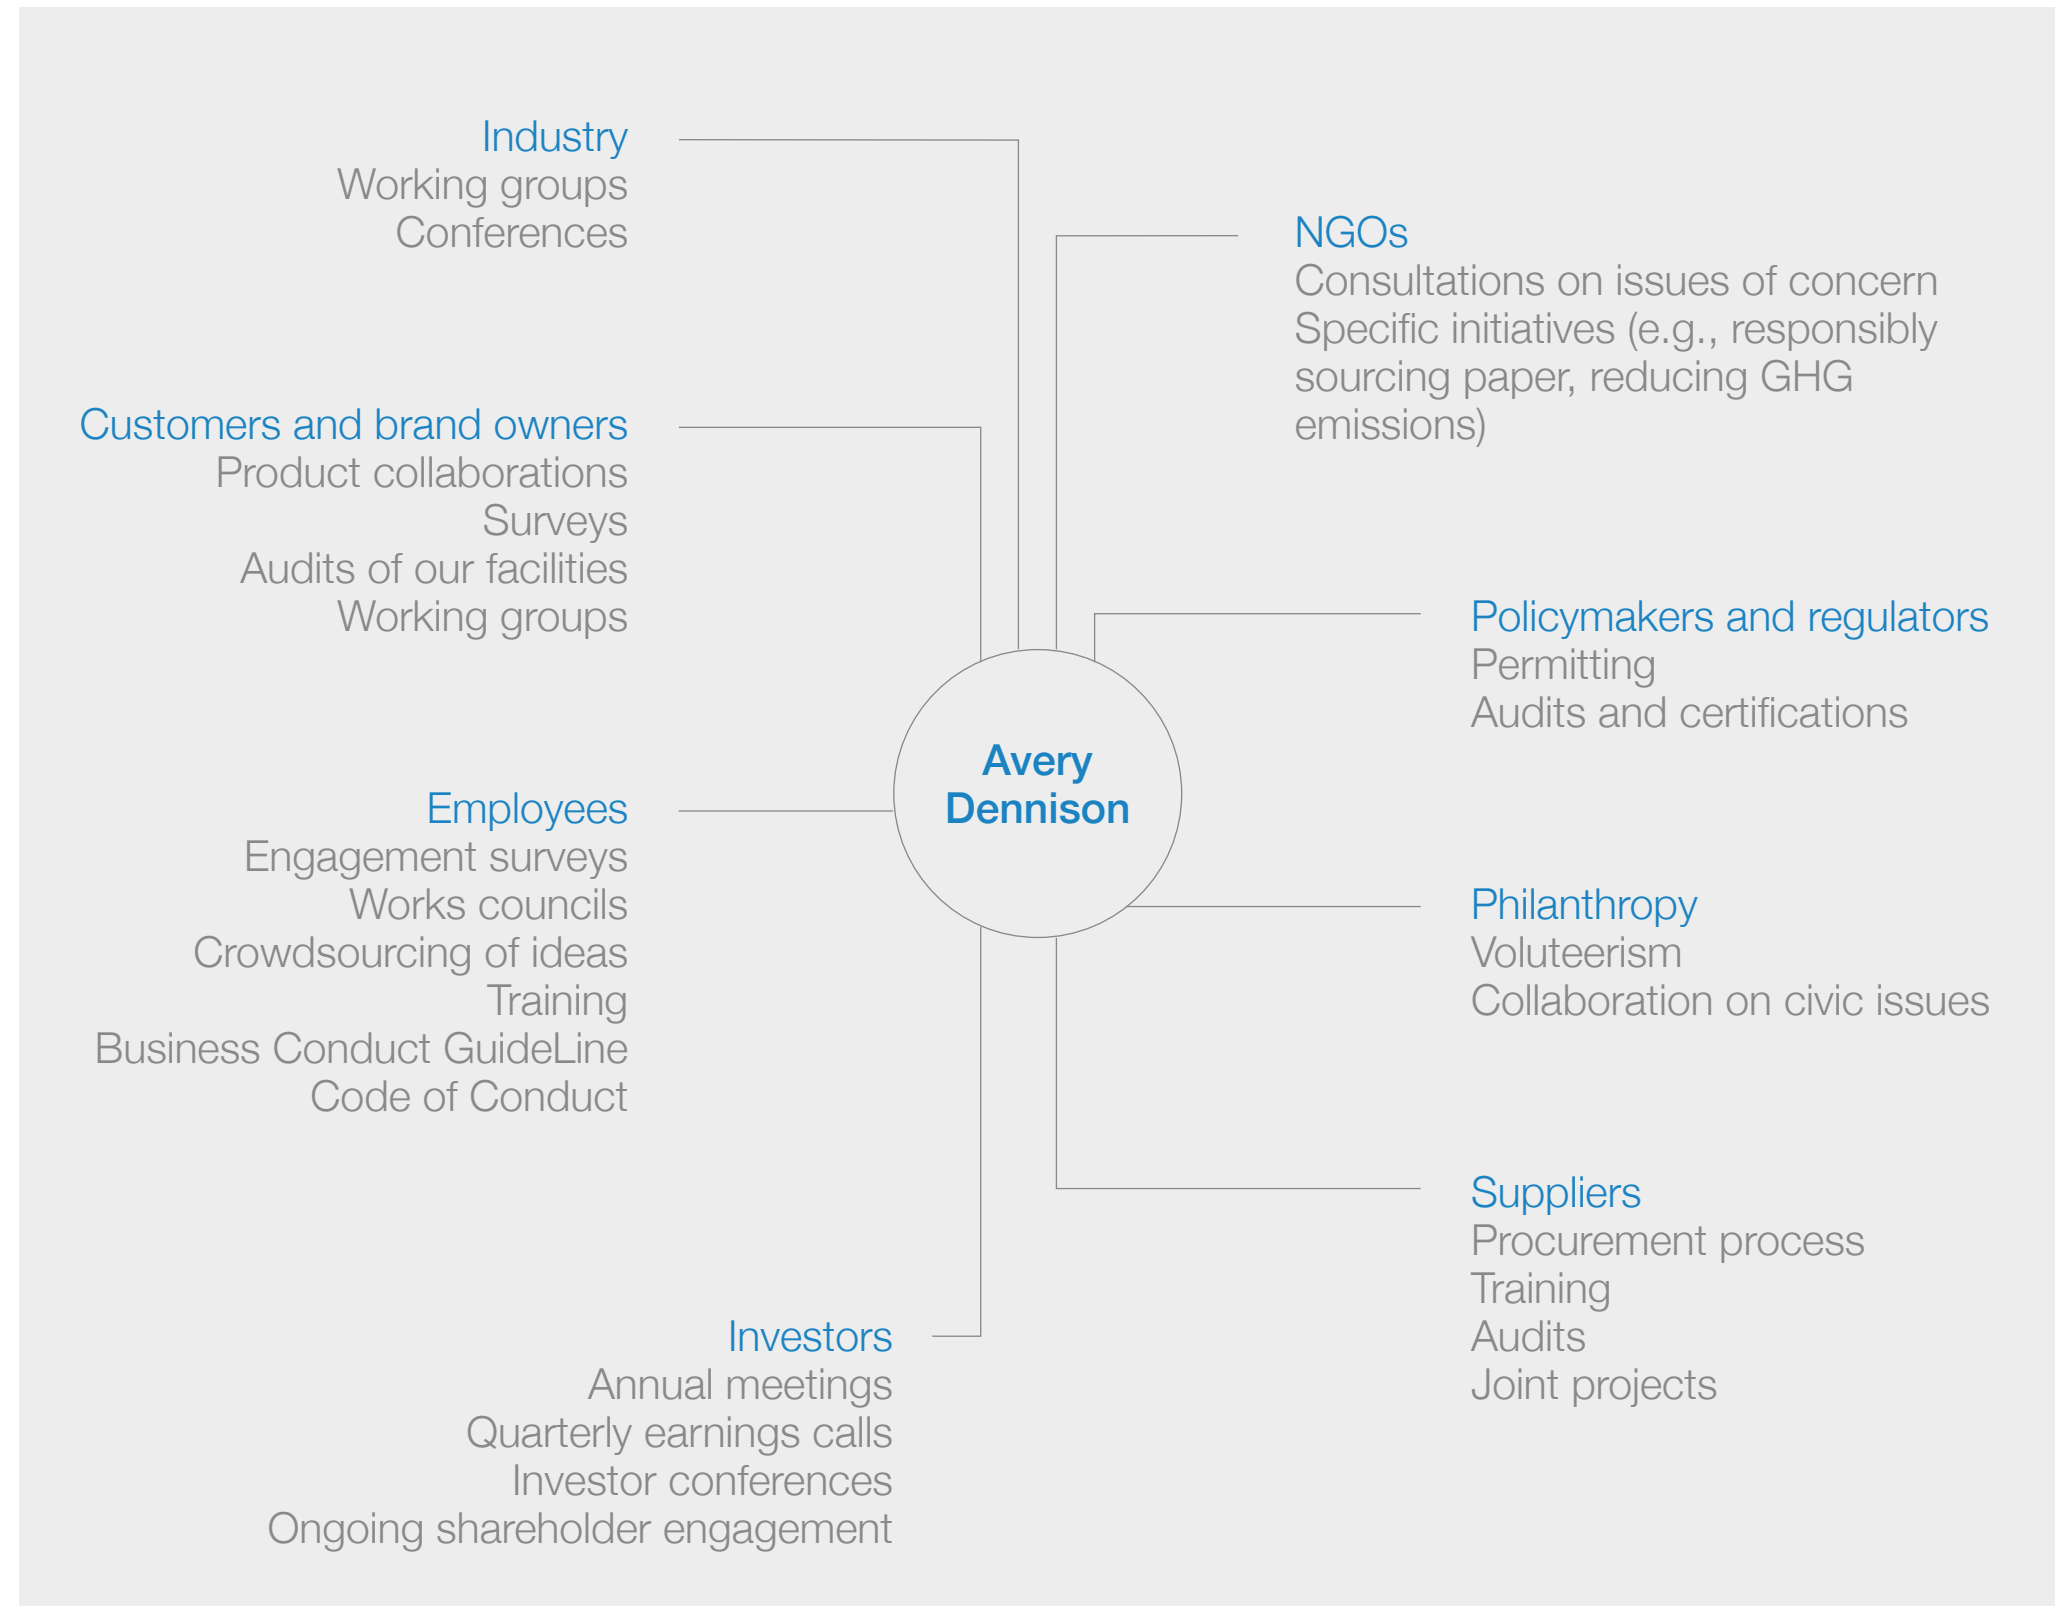 Industry
Working groups
Conferences
Customers and brand owners
Product collaborations
Surveys
Audits of our facilities
Working groups
Employees
Engagement surveys
Works councils
Crowdsourcing of ideas
Training
Business Conduct GuideLine
Code of Conduct
Investors
Annual meetings
Quarterly earnings calls
Investor conferences
Ongoing shareholder engagement
Avery
Dennison
NGOs
Consultations on issues of concern
Specific initiatives (e.g., responsibly
sourcing paper, reducing GHG
emissions)
Policymakers and regulators
Permitting
Audits and certifications
Philanthropy
Voluteerism
Collaboration on civic issues
Suppliers
Procurement process
Training
Audits
Joint projects